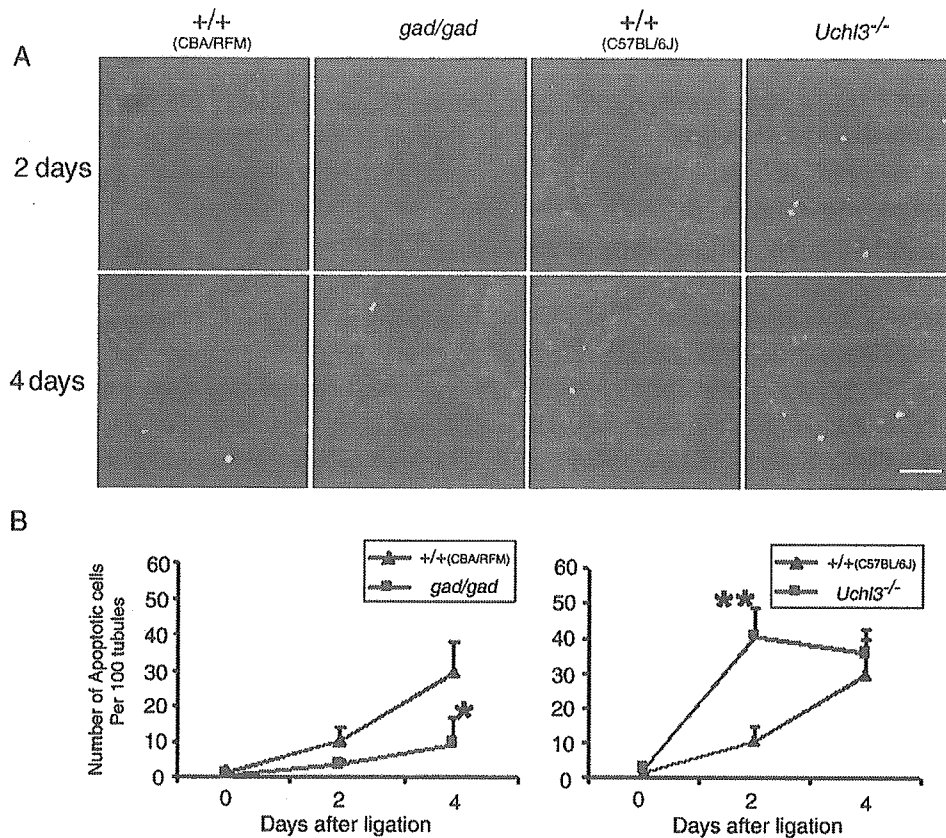 +/+ gad/gad +/+ Uchl3-/-
(CBA/RFM) (C57BL/6J)
A
2 days
4 days
B
+/+(CBA/RFM)
gad/gad
Number of Apoptotic cells
Per 100 tubules
60
50
40
30
20
10
0
*
0 2 4
Days after ligation
+/+(C57BL/6J)
Uchl3-/-
60
50
40
30
20
10
0
**
0 2 4
Days after ligation